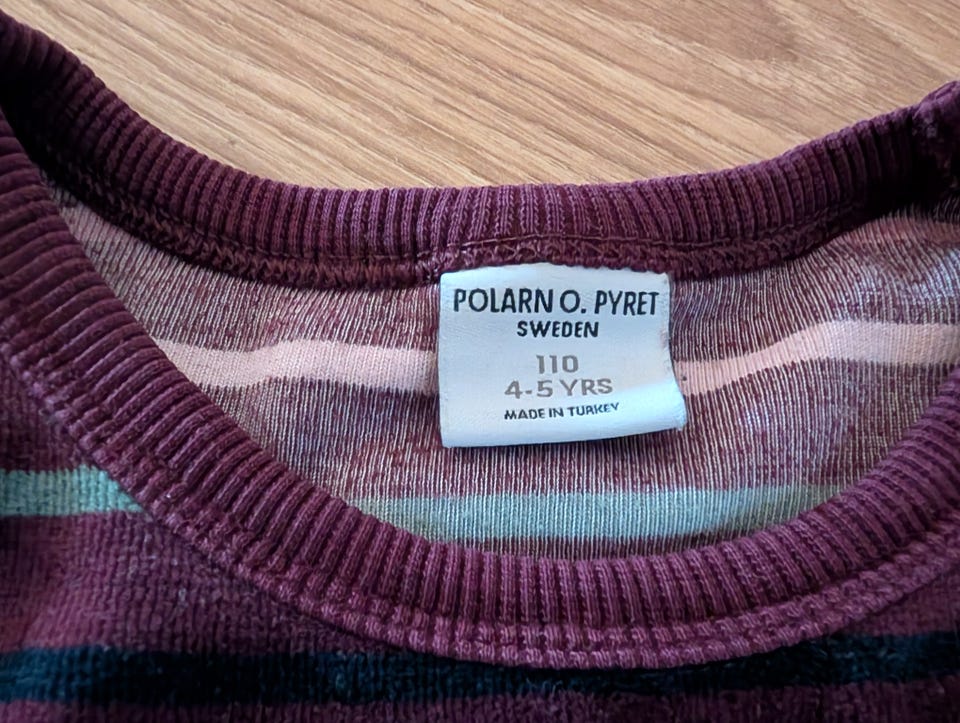 POLARN O. PYRET
SWEDEN
110
4-5 YRS
MADE IN TURKEY